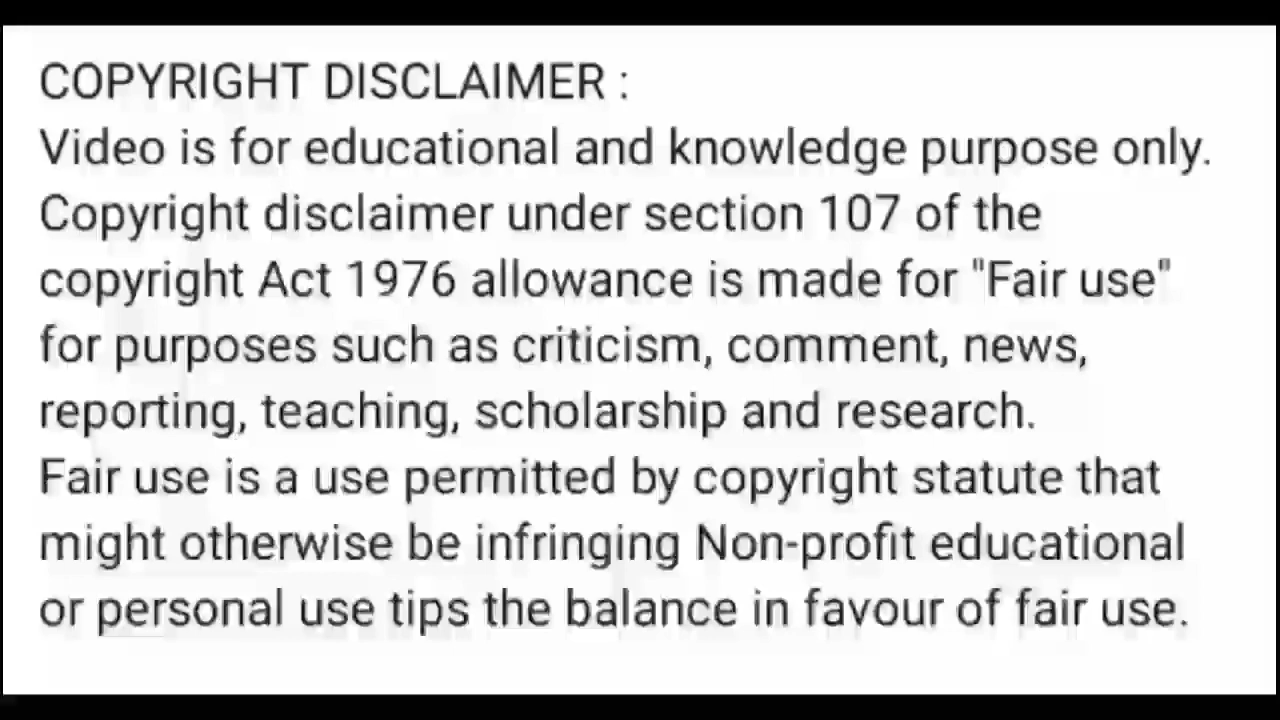 COPYRIGHT DISCLAIMER :
Video is for educational and knowledge purpose only.
Copyright disclaimer under section 107 of the
copyright Act 1976 allowance is made for "Fair use"
for purposes such as criticism, comment, news,
reporting, teaching, scholarship and research.
Fair use is a use permitted by copyright statute that
might otherwise be infringing Non-profit educational
or personal use tips the balance in favour of fair use.